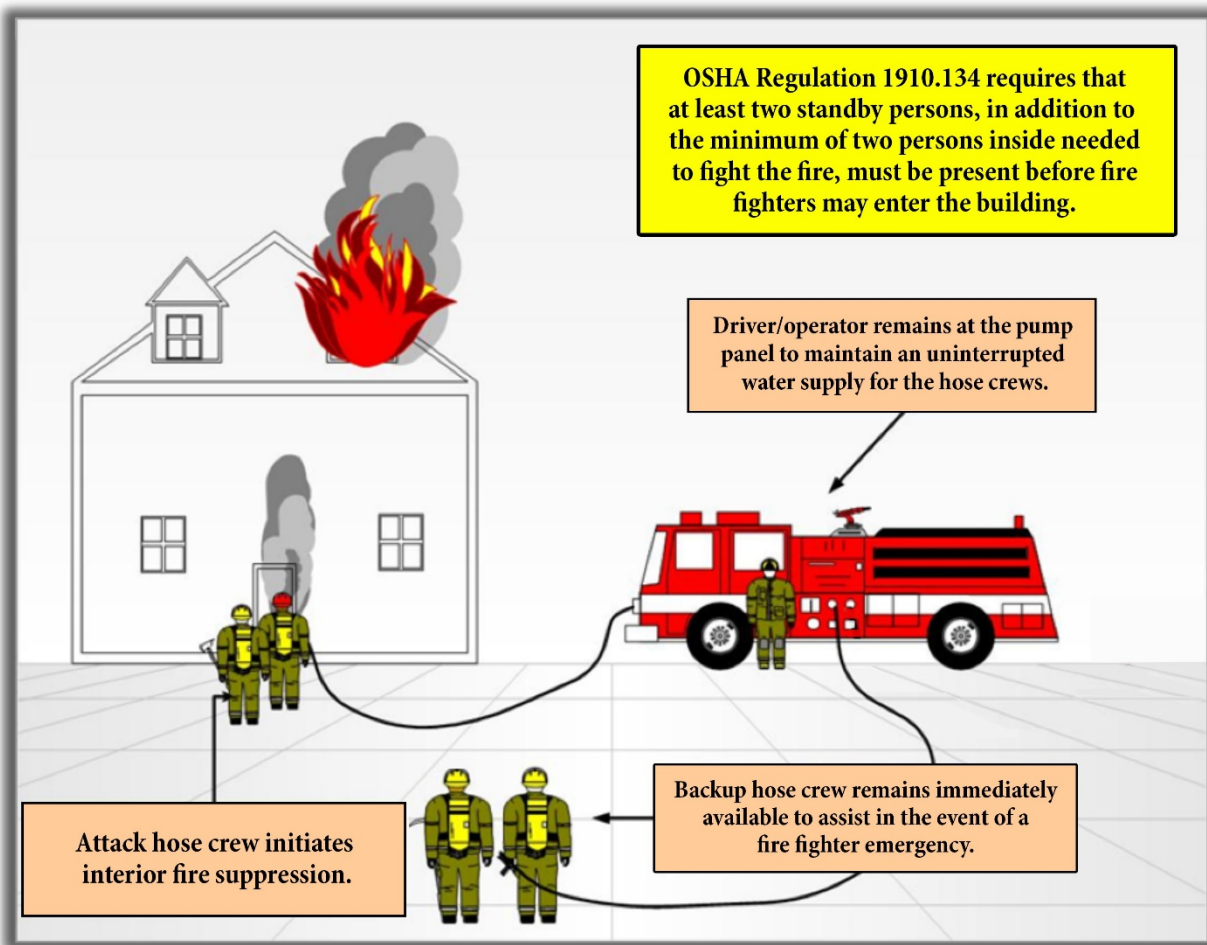 OSHA Regulation 1910.134 requires that
at least two standby persons, in addition to
the minimum of two persons inside needed
to fight the fire, must be present before fire
fighters may enter the building.
Driver/operator remains at the pump
panel to maintain an uninterrupted
water supply for the hose crews.
Backup hose crew remains immediately
available to assist in the event of a
fire fighter emergency.
Attack hose crew initiates
interior fire suppression.